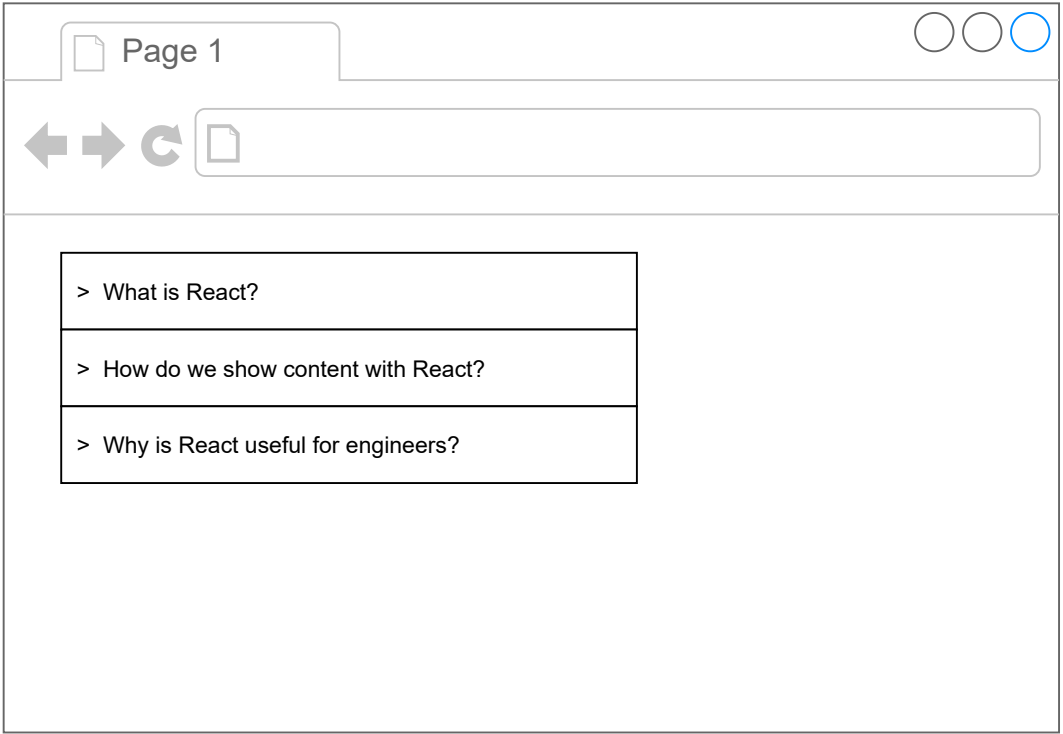 Page 1
> What is React?
> How do we show content with React?
> Why is React useful for engineers?